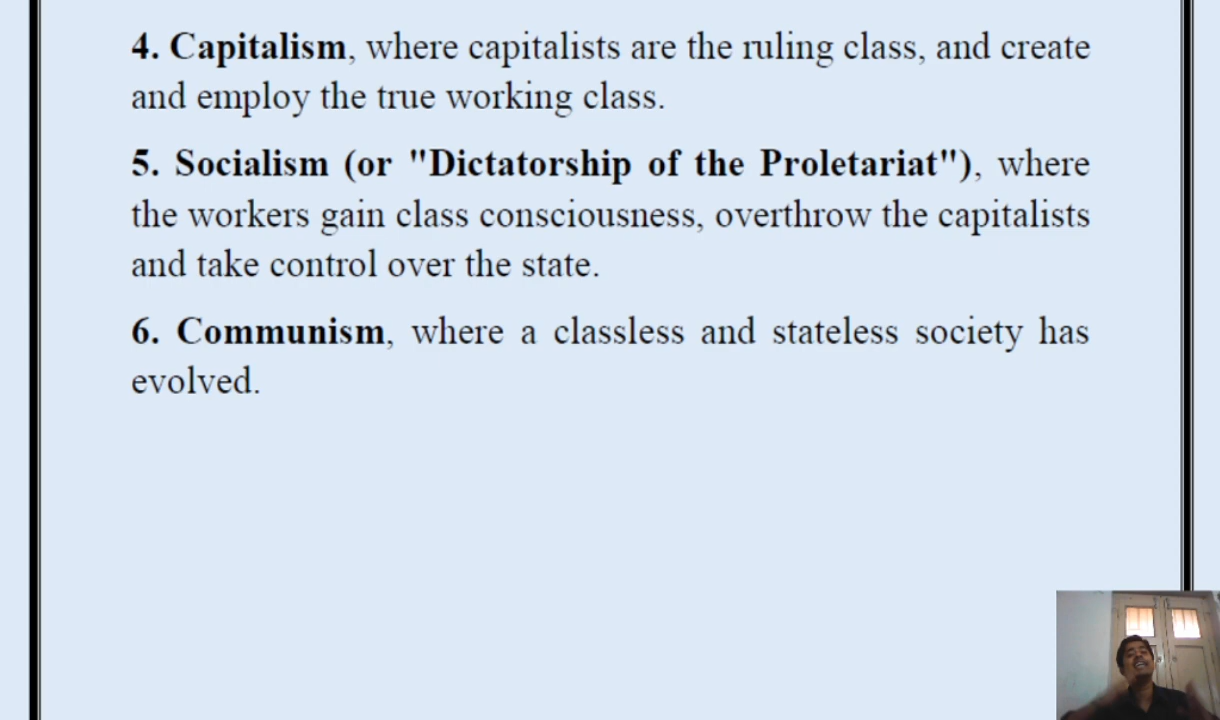 4. Capitalism, where capitalists are the ruling class, and create
and employ the true working class.
5. Socialism (or "Dictatorship of the Proletariat"), where
the workers gain class consciousness, overthrow the capitalists
and take control over the state.
6. Communism, where a classless and stateless society has
evolved.